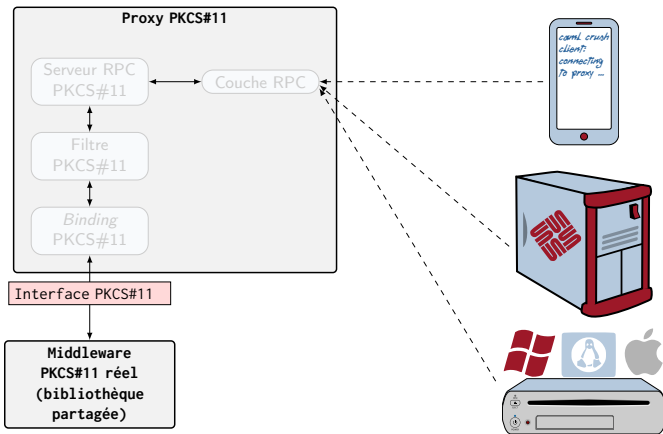 Proxy PKCS#11
Serveur RPC
PKCS#11
Couche RPC
Filtre
PKCS#11
Binding
PKCS#11
Interface PKCS#11
Middleware
PKCS#11 réel
(bibliothèque
partagée)
caml crush
client:
connecting
to proxy ...
SUN